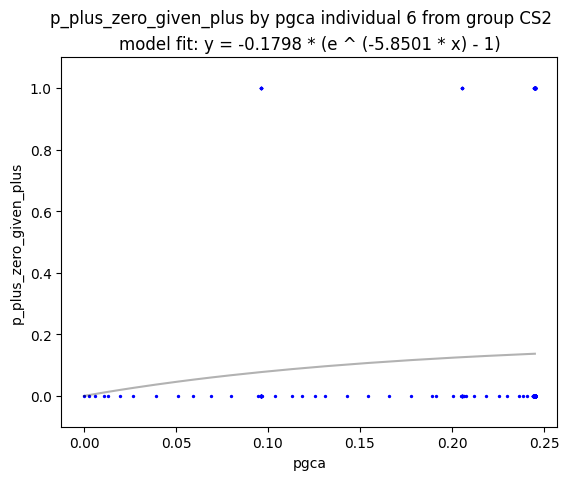 p_plus_zero_given_plus by pgca individual 6 from group CS2
model fit: y = -0.1798 * (e ^ (-5.8501 * x) - 1)
p_plus_zero_given_plus
1.0
0.8
0.6
0.4
0.2
0.0
0.00 0.05 0.10 0.15 0.20 0.25
pgca